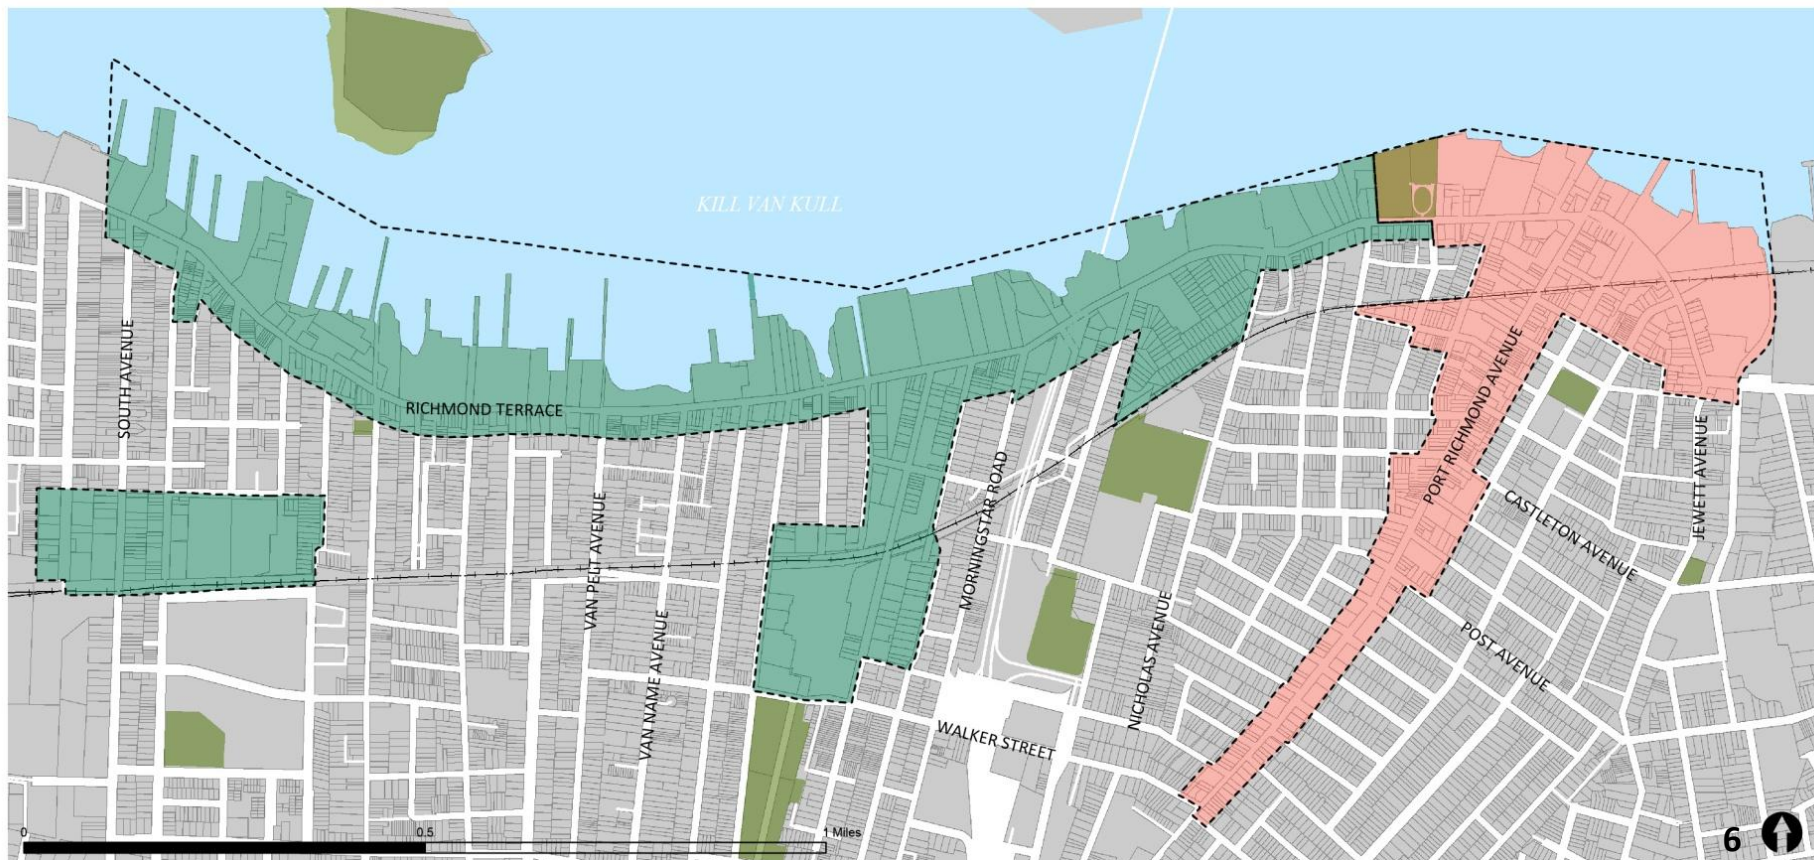 KILL VAN KULL
SOUTH AVENUE
RICHMOND TERRACE
PORT RICHMOND AVENUE
JEWETT AVENUE
MORNINGSTAR ROAD
VAN PELT AVENUE
CASTLETON AVENUE
VAN NAME AVENUE
NICHOLAS AVENUE
POST AVENUE
WALKER STREET
0 0.5 1 Miles
6